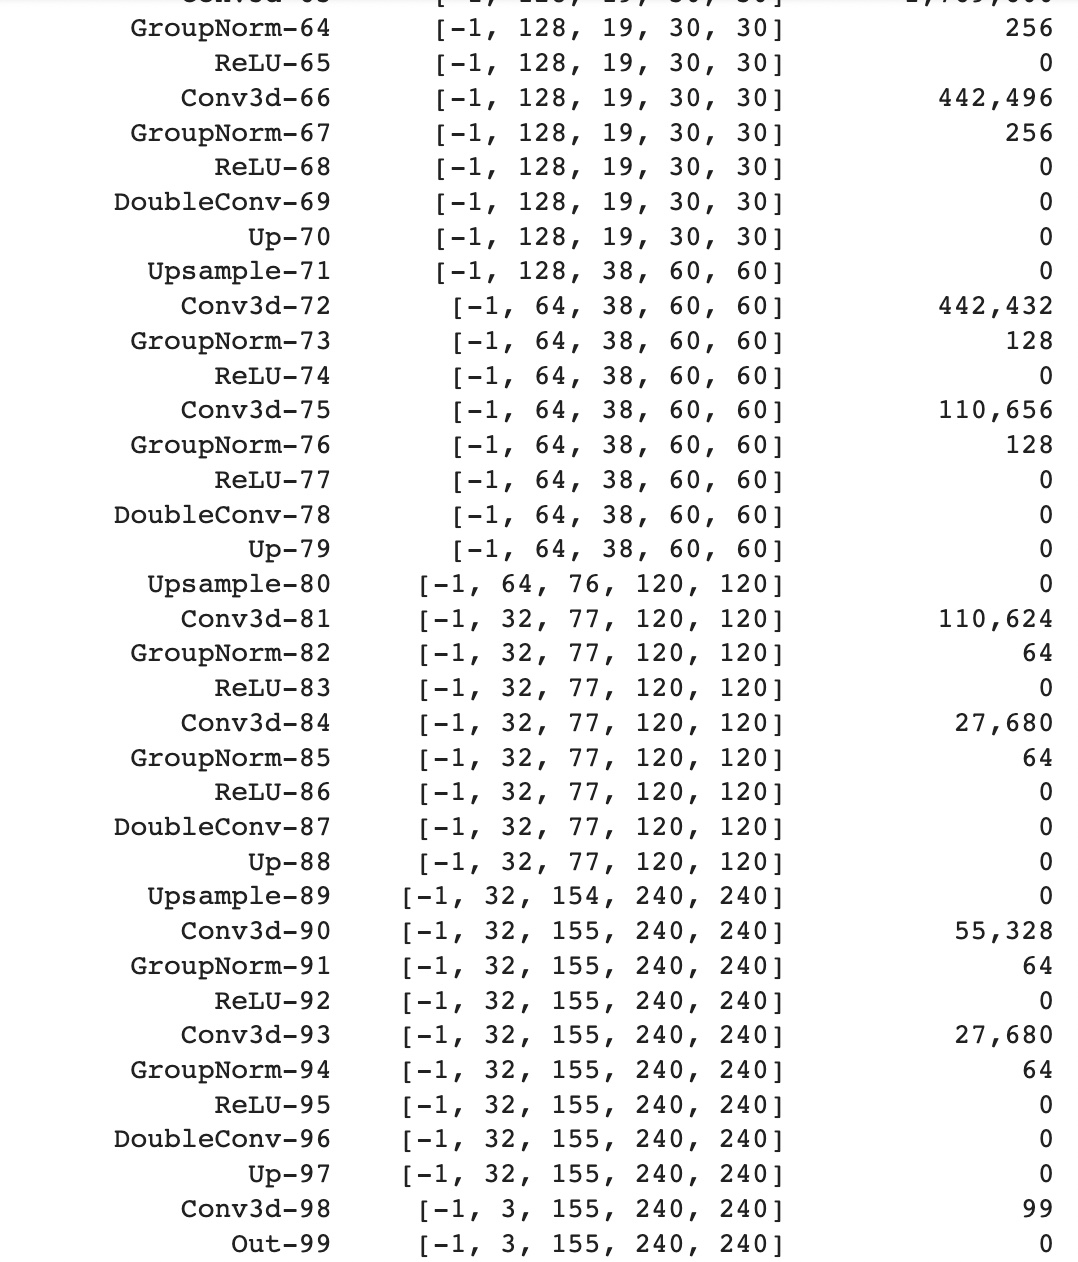 GroupNorm-64 [-1, 128, 19, 30, 30] 256
ReLU-65 [-1, 128, 19, 30, 30] 0
Conv3d-66 [-1, 128, 19, 30, 30] 442,496
GroupNorm-67 [-1, 128, 19, 30, 30] 256
ReLU-68 [-1, 128, 19, 30, 30] 0
DoubleConv-69 [-1, 128, 19, 30, 30] 0
Up-70 [-1, 128, 19, 30, 30] 0
Upsample-71 [-1, 128, 38, 60, 60] 0
Conv3d-72 [-1, 64, 38, 60, 60] 442,432
GroupNorm-73 [-1, 64, 38, 60, 60] 128
ReLU-74 [-1, 64, 38, 60, 60] 0
Conv3d-75 [-1, 64, 38, 60, 60] 110,656
GroupNorm-76 [-1, 64, 38, 60, 60] 128
ReLU-77 [-1, 64, 38, 60, 60] 0
DoubleConv-78 [-1, 64, 38, 60, 60] 0
Up-79 [-1, 64, 38, 60, 60] 0
Upsample-80 [-1, 64, 76, 120, 120] 0
Conv3d-81 [-1, 32, 77, 120, 120] 110,624
GroupNorm-82 [-1, 32, 77, 120, 120] 64
ReLU-83 [-1, 32, 77, 120, 120] 0
Conv3d-84 [-1, 32, 77, 120, 120] 27,680
GroupNorm-85 [-1, 32, 77, 120, 120] 64
ReLU-86 [-1, 32, 77, 120, 120] 0
DoubleConv-87 [-1, 32, 77, 120, 120] 0
Up-88 [-1, 32, 77, 120, 120] 0
Upsample-89 [-1, 32, 154, 240, 240] 0
Conv3d-90 [-1, 32, 155, 240, 240] 55,328
GroupNorm-91 [-1, 32, 155, 240, 240] 64
ReLU-92 [-1, 32, 155, 240, 240] 0
Conv3d-93 [-1, 32, 155, 240, 240] 27,680
GroupNorm-94 [-1, 32, 155, 240, 240] 64
ReLU-95 [-1, 32, 155, 240, 240] 0
DoubleConv-96 [-1, 32, 155, 240, 240] 0
Up-97 [-1, 32, 155, 240, 240] 0
Conv3d-98 [-1, 3, 155, 240, 240] 99
Out-99 [-1, 3, 155, 240, 240] 0